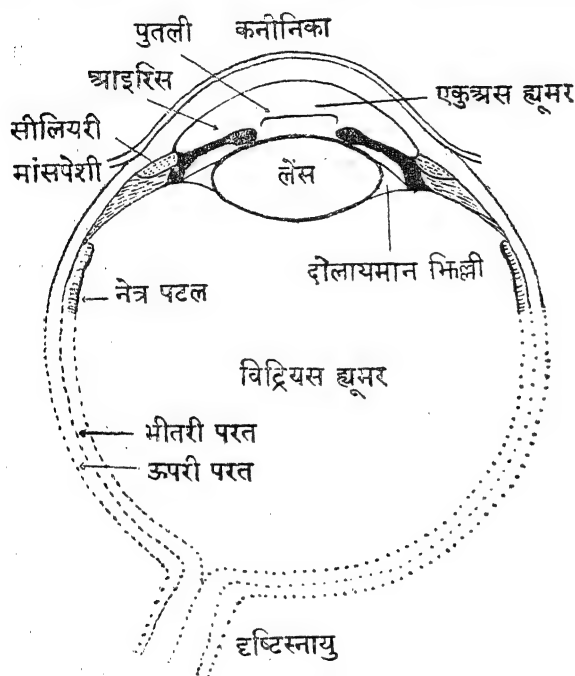 पुतली कनीनिका
आइरिस
एकुअस ह्यूमर
सीलियरी
मांसपेशी
लेंस
दोलायमान झिल्ली
नेत्र पटल
विट्रियस ह्यूमर
भीतरी परत
ऊपरी परत
दृष्टिस्नायु